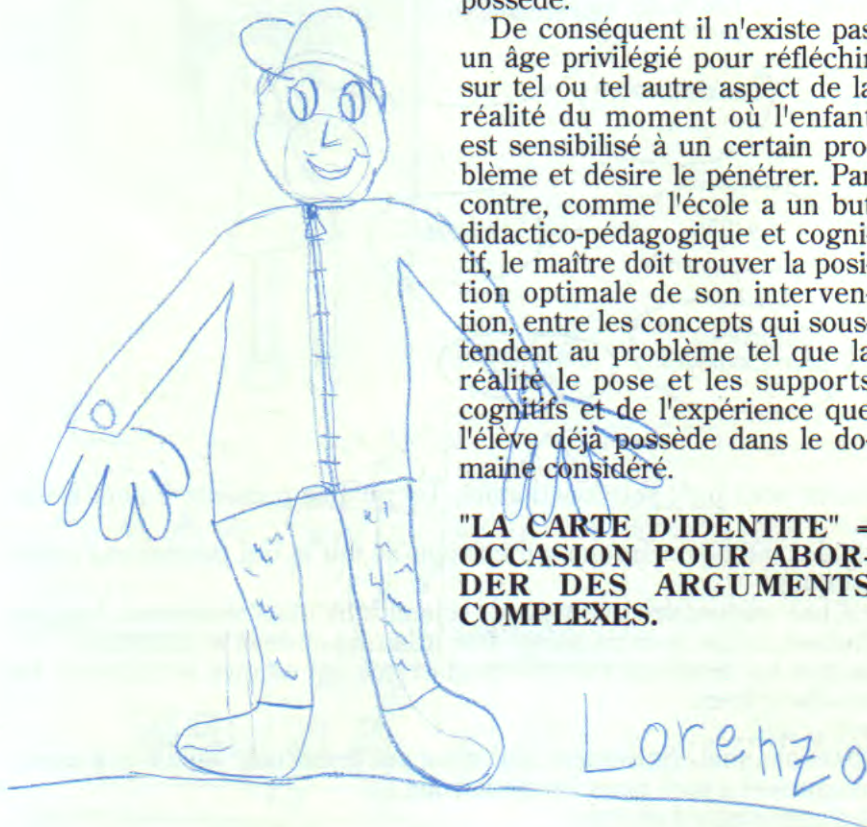 possède.
De conséquent il n'existe pas
un âge privilégié pour réfléchir
sur tel ou tel autre aspect de la
réalité du moment où l'enfant
est sensibilisé à un certain pro-
blème et désire le pénétrer. Par
contre, comme l'école a un but
didactico-pédagogique et cogni-
tif, le maître doit trouver la posi-
tion optimale de son interven-
tion, entre les concepts qui sous-
tendent au problème tel que la
réalité le pose et les supports
cognitifs et de l'expérience que
l'élève déjà possède dans le do-
maine considéré.
"LA CARTE D'IDENTITE" =
OCCASION POUR ABOR-
DER DES ARGUMENTS
COMPLEXES.
Lorenzo